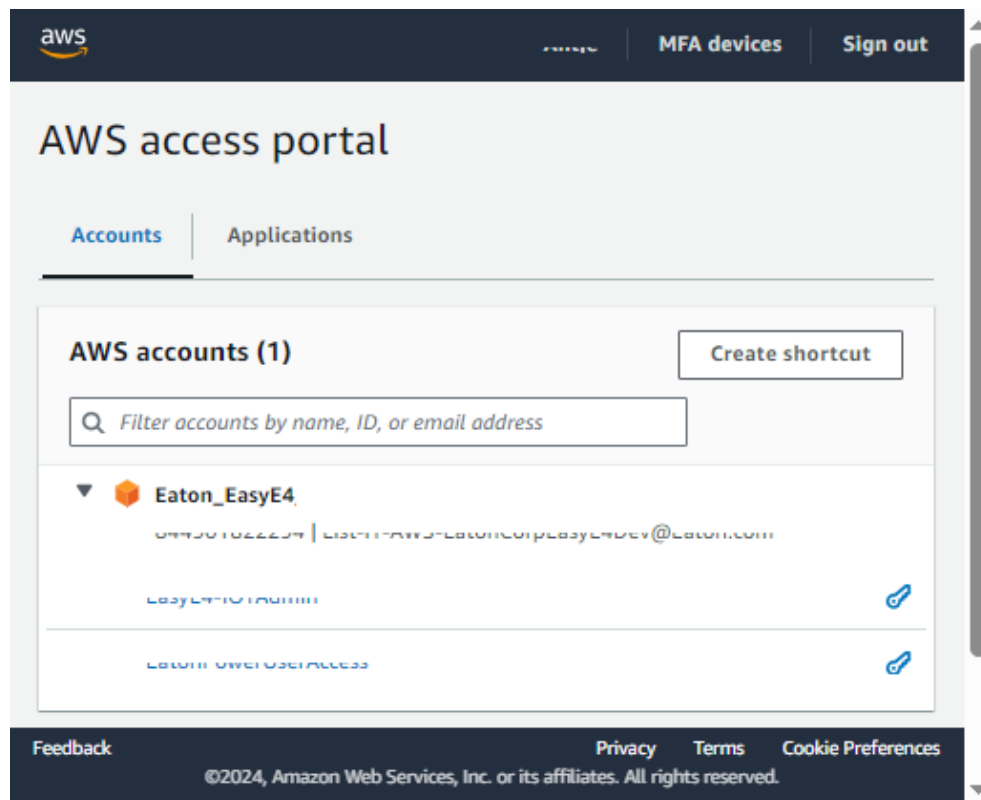 aws
MFA devices Sign out
AWS access portal
Accounts Applications
AWS accounts (1)
Create shortcut
Filter accounts by name, ID, or email address
Eaton_EasyE4
Feedback
Privacy Terms Cookie Preferences
©2024, Amazon Web Services, Inc. or its affiliates. All rights reserved.